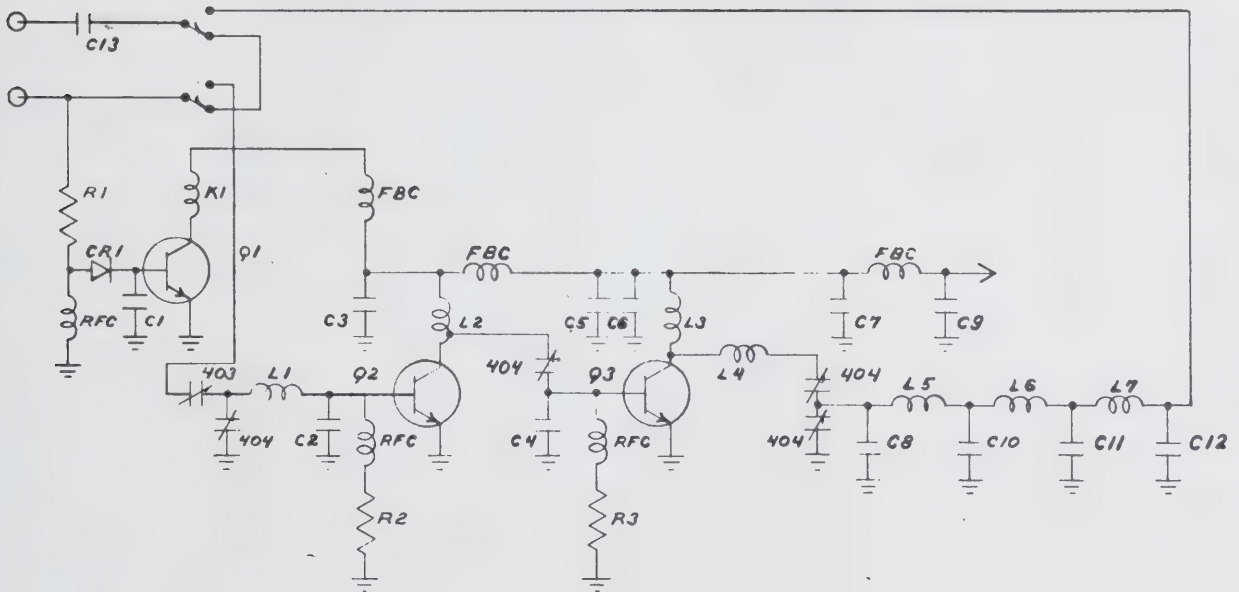 C13
R1
K1
FBC
CR1
Q1
FBC
FBC
RFC
C1
C3
L2
C5
C6
L3
C7
C9
403
L1
Q2
404
Q3
L4
404
L5
L6
L7
404
C2
RFC
C4
RFC
404
C8
C10
C11
C12
R2
R3